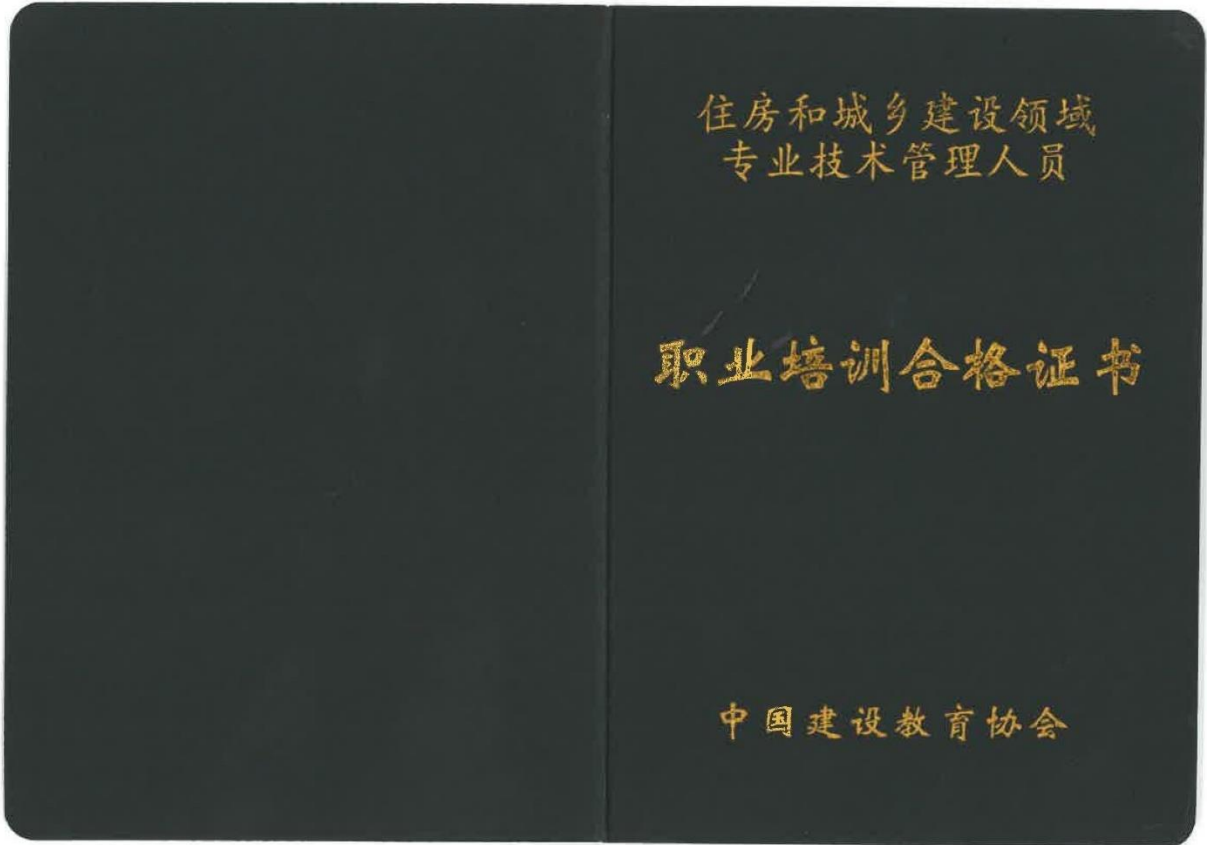 住房和城乡建设领域
专业技术管理人员
职业培训合格证书
中国建设教育协会